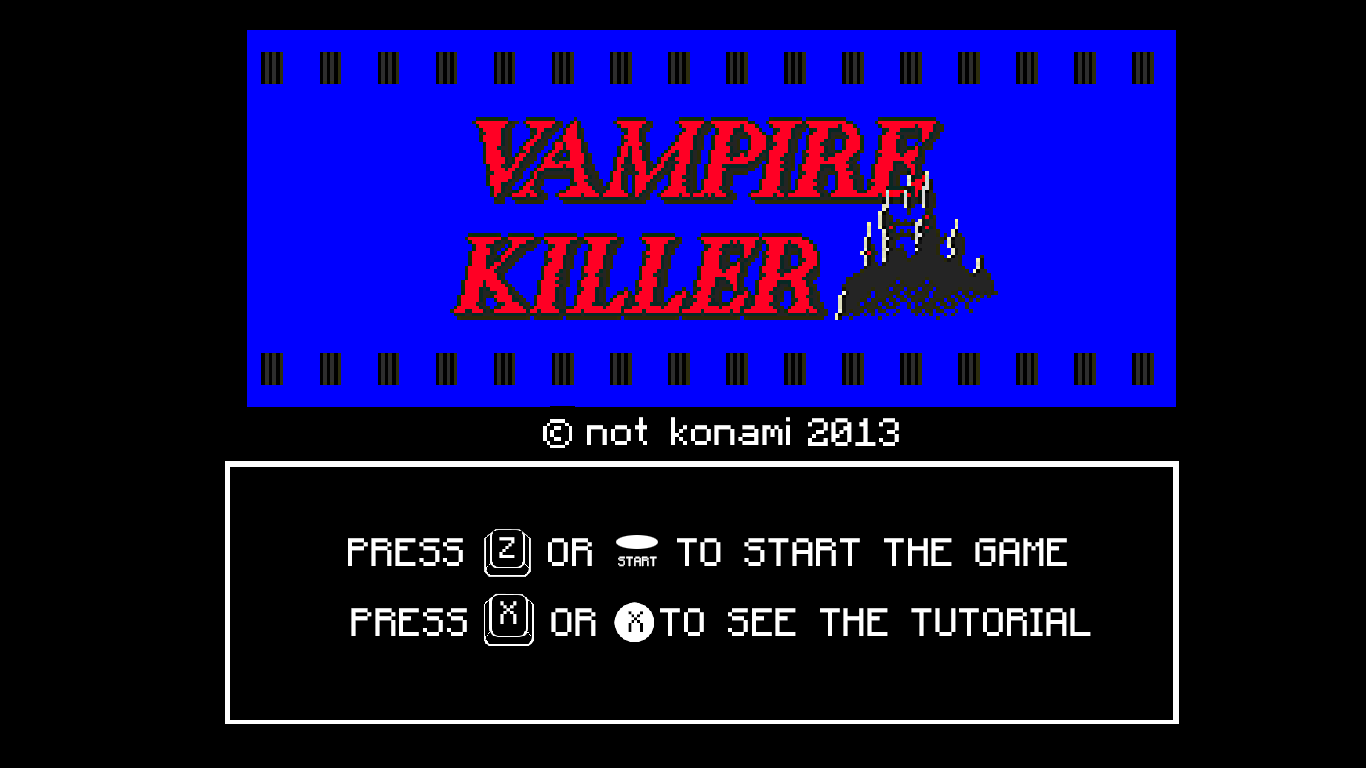 VAMPIRE
KILLER
© not konami 2013
PRESS Z OR START TO START THE GAME
PRESS X OR X TO SEE THE TUTORIAL